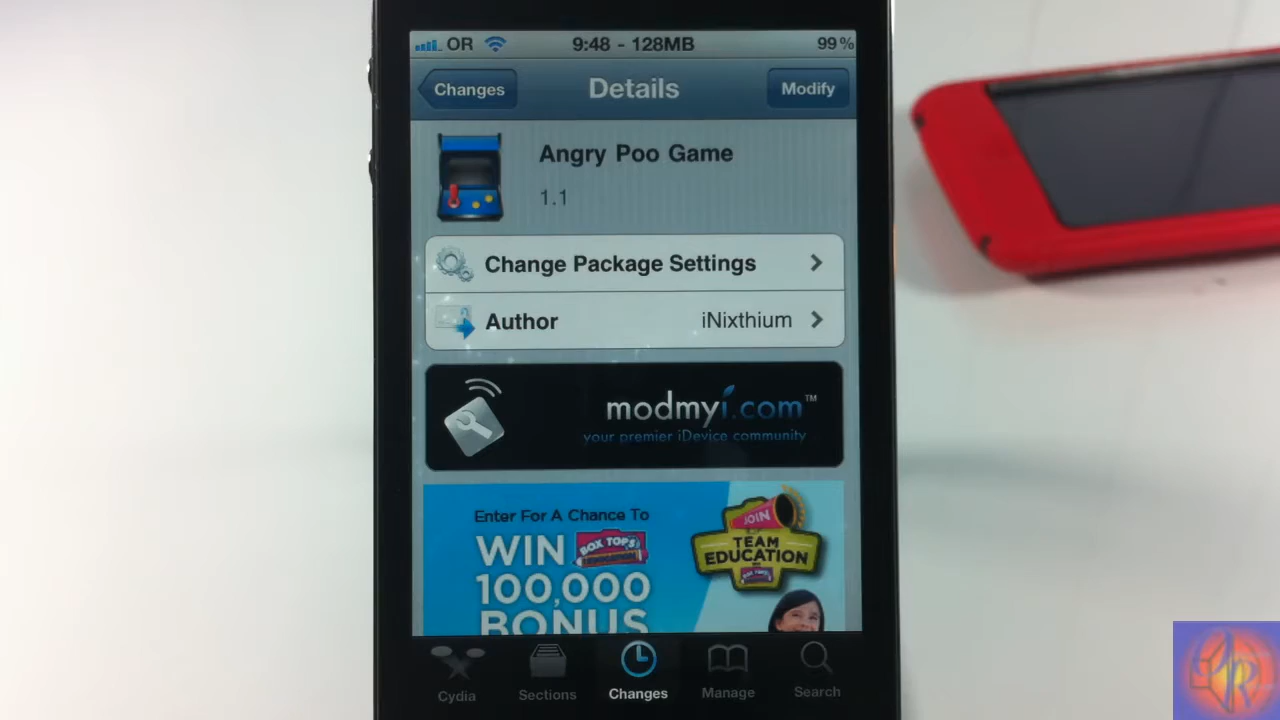 OR 9:48 - 128MB 99%
Changes Details Modify
Angry Poo Game
1.1
Change Package Settings
Author iNixthium
modmyi.com™
your premier iDevice community
Enter For A Chance To
WIN BOX TOPS
100,000
BONUS
JOIN
TEAM
EDUCATION
Cydia Sections Changes Manage Search
R